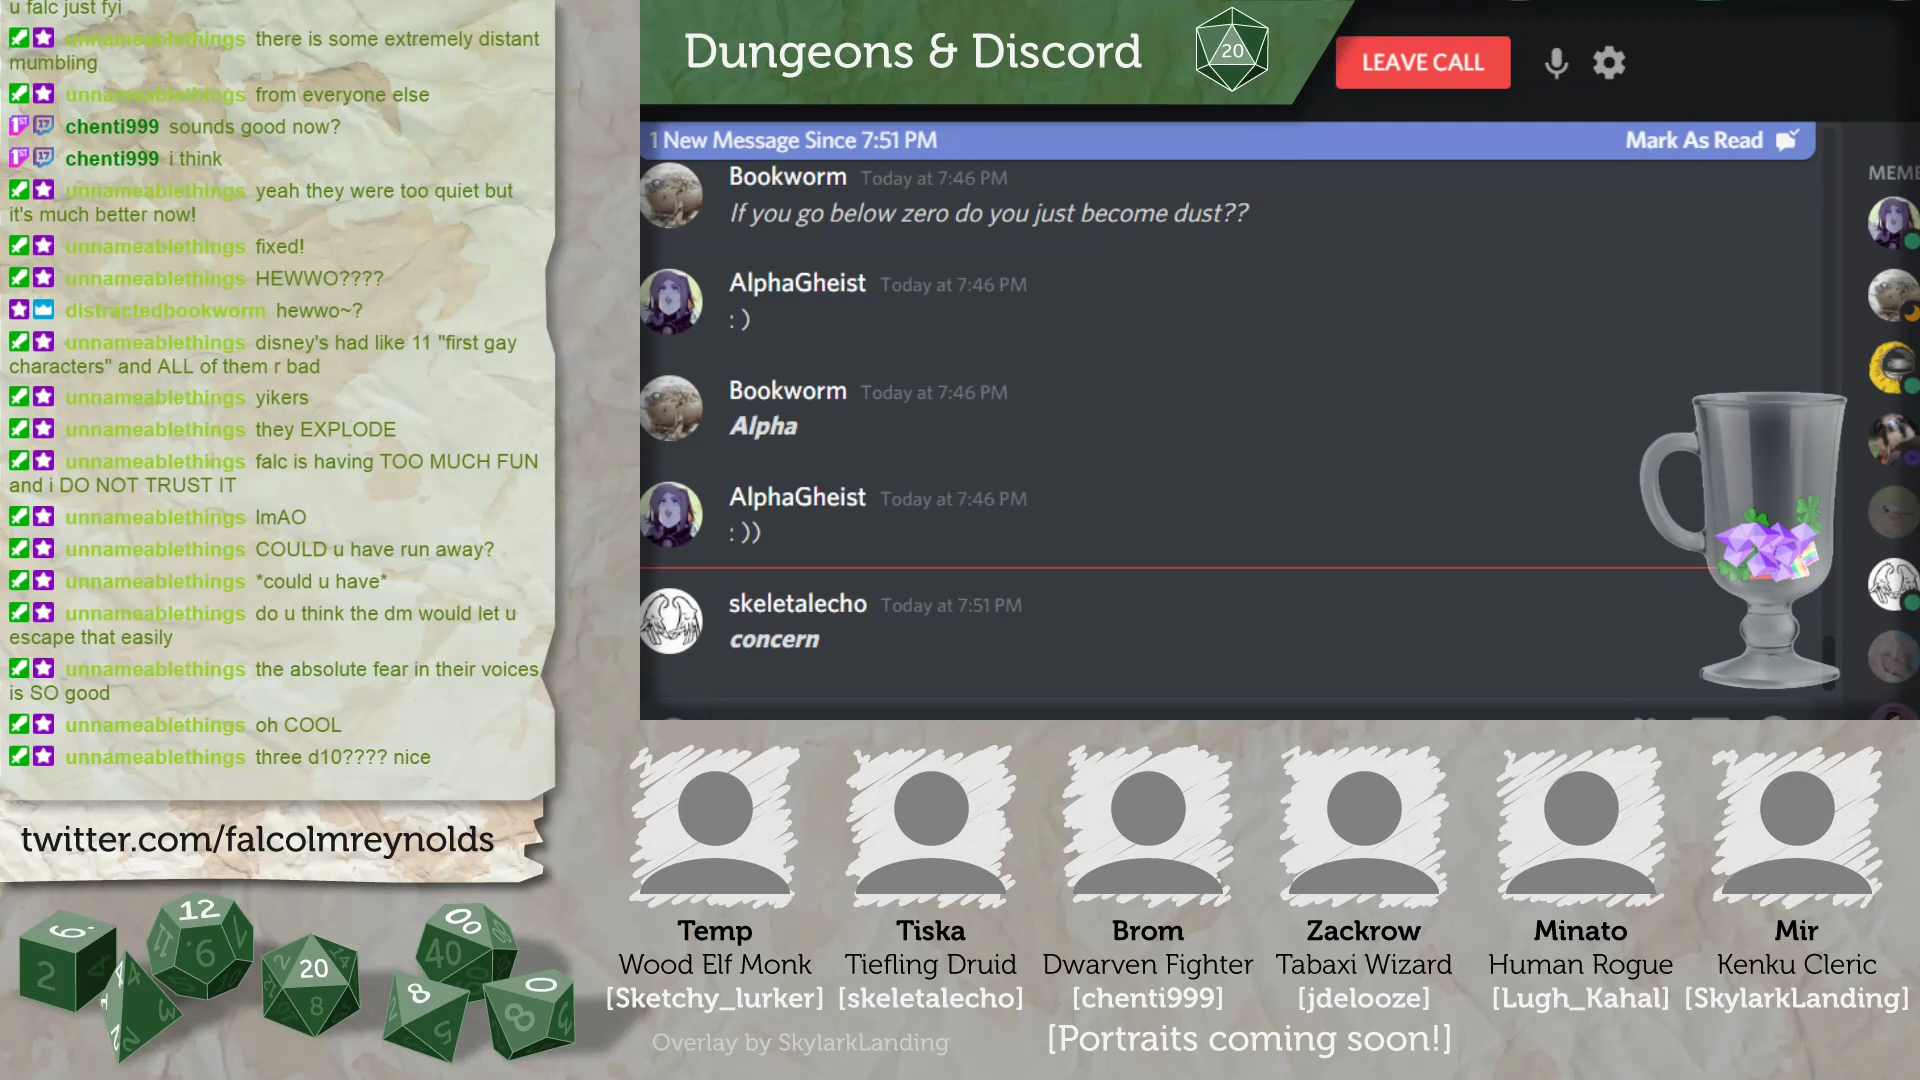 u falc just fyi
unnameablethings there is some extremely distant
mumbling
unnameablethings from everyone else
chenti999 sounds good now?
chenti999 i think
unnameablethings yeah they were too quiet but
it's much better now!
unnameablethings fixed!
unnameablethings HEWWO????
distractedbookworm hewwo~?
unnameablethings disney's had like 11 "first gay
characters" and ALL of them r bad
unnameablethings yikers
unnameablethings they EXPLODE
unnameablethings falc is having TOO MUCH FUN
and i DO NOT TRUST IT
unnameablethings lmAO
unnameablethings COULD u have run away?
unnameablethings *could u have*
unnameablethings do u think the dm would let u
escape that easily
unnameablethings the absolute fear in their voices
is SO good
unnameablethings oh COOL
unnameablethings three d10???? nice
twitter.com/falcolmreynolds
Dungeons & Discord
20
LEAVE CALL
1 New Message Since 7:51 PM
Mark As Read
MEME
Bookworm Today at 7:46 PM
If you go below zero do you just become dust??
AlphaGheist Today at 7:46 PM
: )
Bookworm Today at 7:46 PM
Alpha
AlphaGheist Today at 7:46 PM
: ))
skeletalecho Today at 7:51 PM
concern
Temp
Wood Elf Monk
[Sketchy_lurker]
Tiska
Tiefling Druid
[skeletalecho]
Brom
Dwarven Fighter
[chenti999]
Zackrow
Tabaxi Wizard
[jdelooze]
Minato
Human Rogue
[Lugh_Kahal]
Mir
Kenku Cleric
[SkylarkLanding]
Overlay by SkylarkLanding
[Portraits coming soon!]